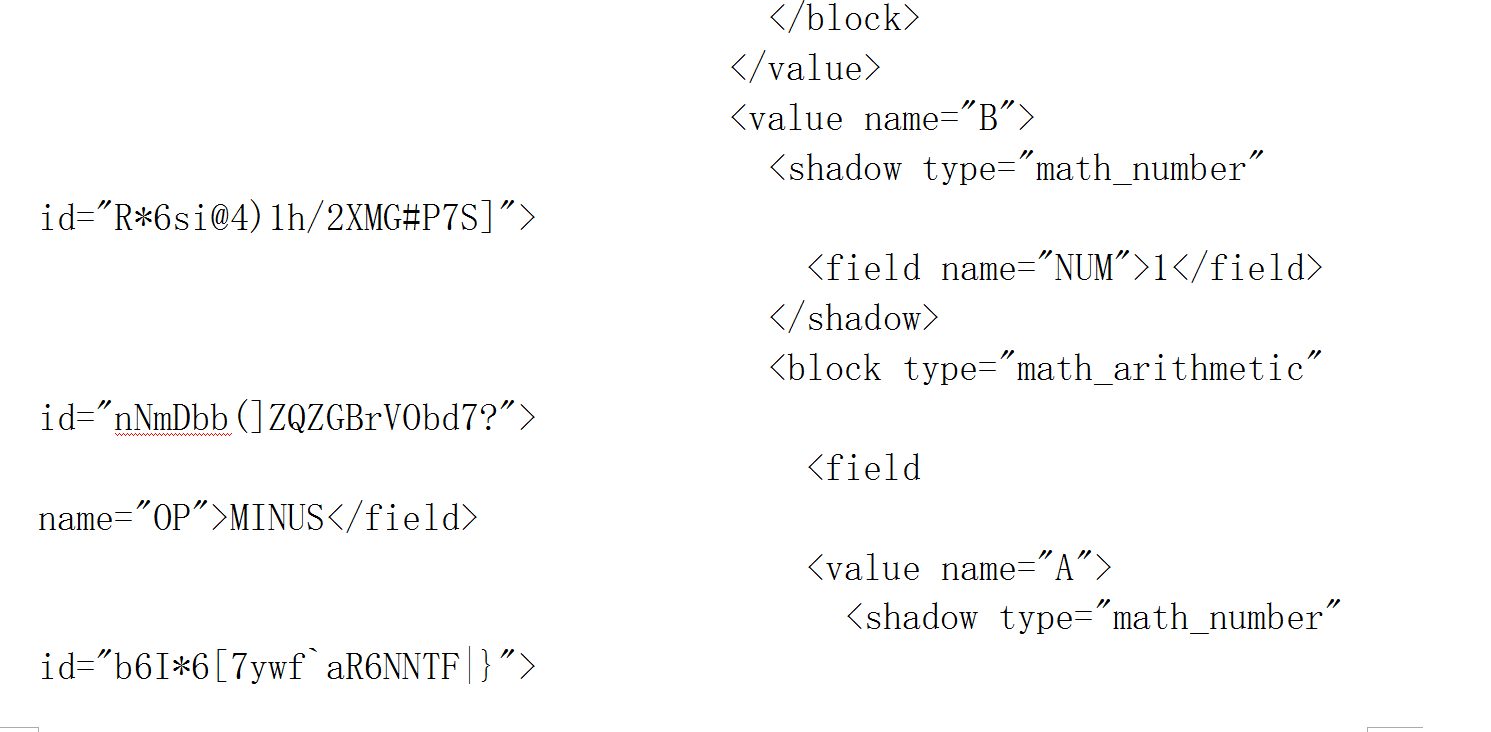 </block>
</value>
<value name="B">
<shadow type="math_number"
id="R*6si@4)1h/2XMG#P7S]">
<field name="NUM">1</field>
</shadow>
<block type="math_arithmetic"
id="nNmDbb(]ZQZGBrVObd7?">
<field
name="OP">MINUS</field>
<value name="A">
<shadow type="math_number"
id="b6I*6[7ywf`aR6NNTF|}">